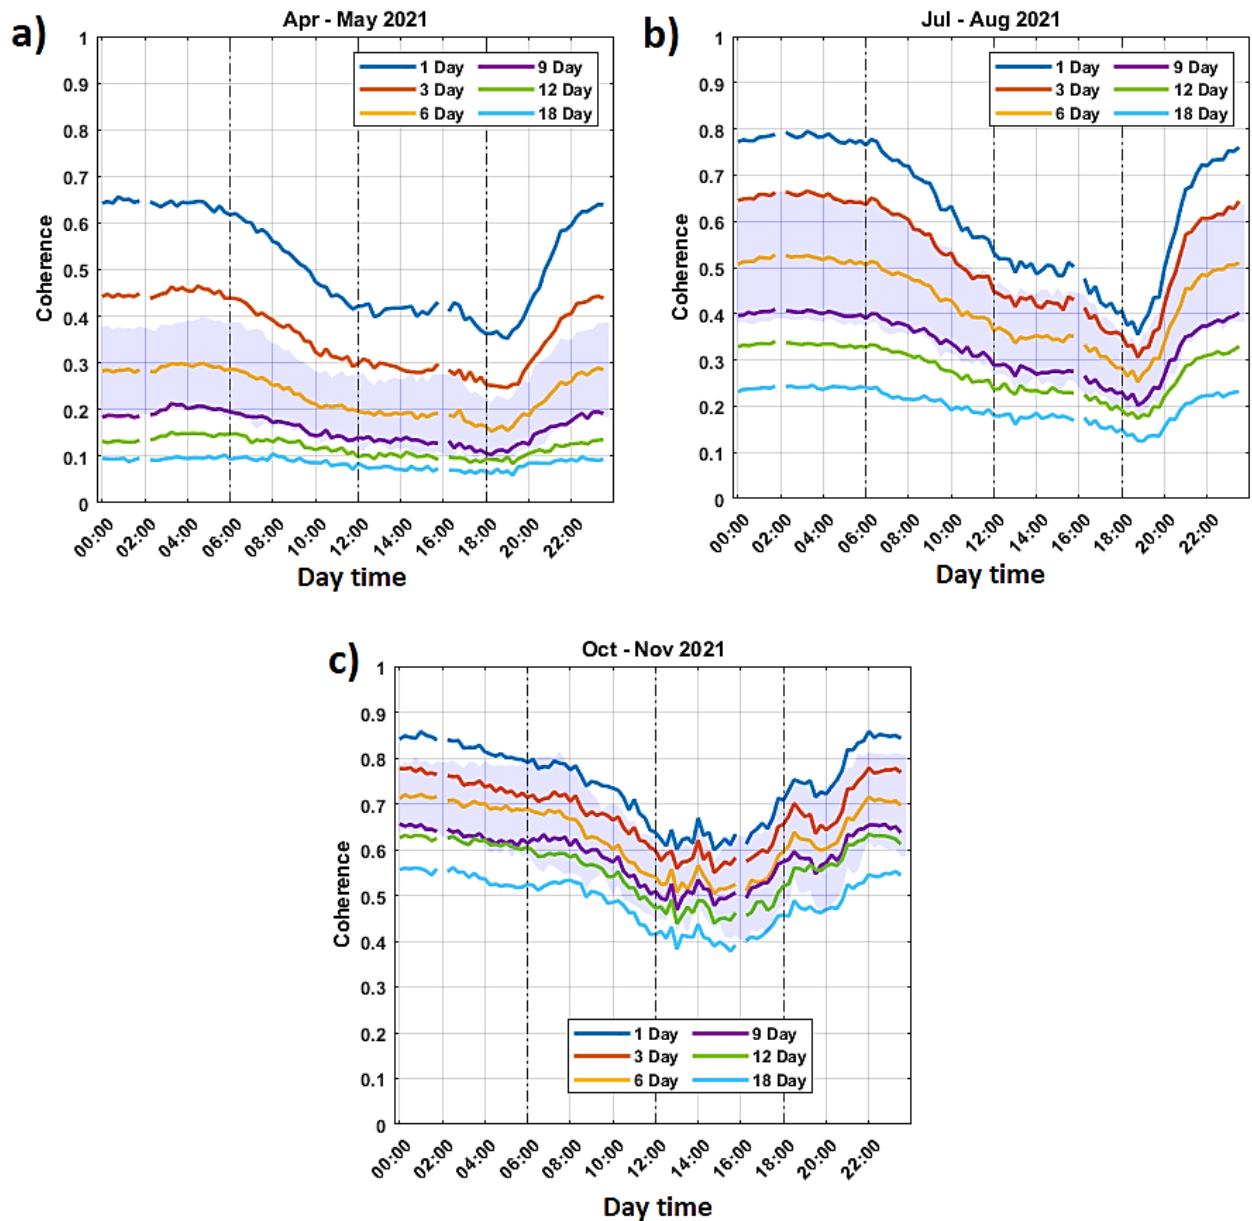 a)
Apr - May 2021
1
0.9
0.8
0.7
0.6
0.5
0.4
0.3
0.2
0.1
0
Coherence
1 Day
9 Day
3 Day
12 Day
6 Day
18 Day
00:00
02:00
04:00
06:00
08:00
10:00
12:00
14:00
16:00
18:00
20:00
22:00
Day time
b)
Jul - Aug 2021
1
0.9
0.8
0.7
0.6
0.5
0.4
0.3
0.2
0.1
0
Coherence
1 Day
9 Day
3 Day
12 Day
6 Day
18 Day
00:00
02:00
04:00
06:00
08:00
10:00
12:00
14:00
16:00
18:00
20:00
22:00
Day time
c)
Oct - Nov 2021
1
0.9
0.8
0.7
0.6
0.5
0.4
0.3
0.2
0.1
0
Coherence
1 Day
9 Day
3 Day
12 Day
6 Day
18 Day
00:00
02:00
04:00
06:00
08:00
10:00
12:00
14:00
16:00
18:00
20:00
22:00
Day time